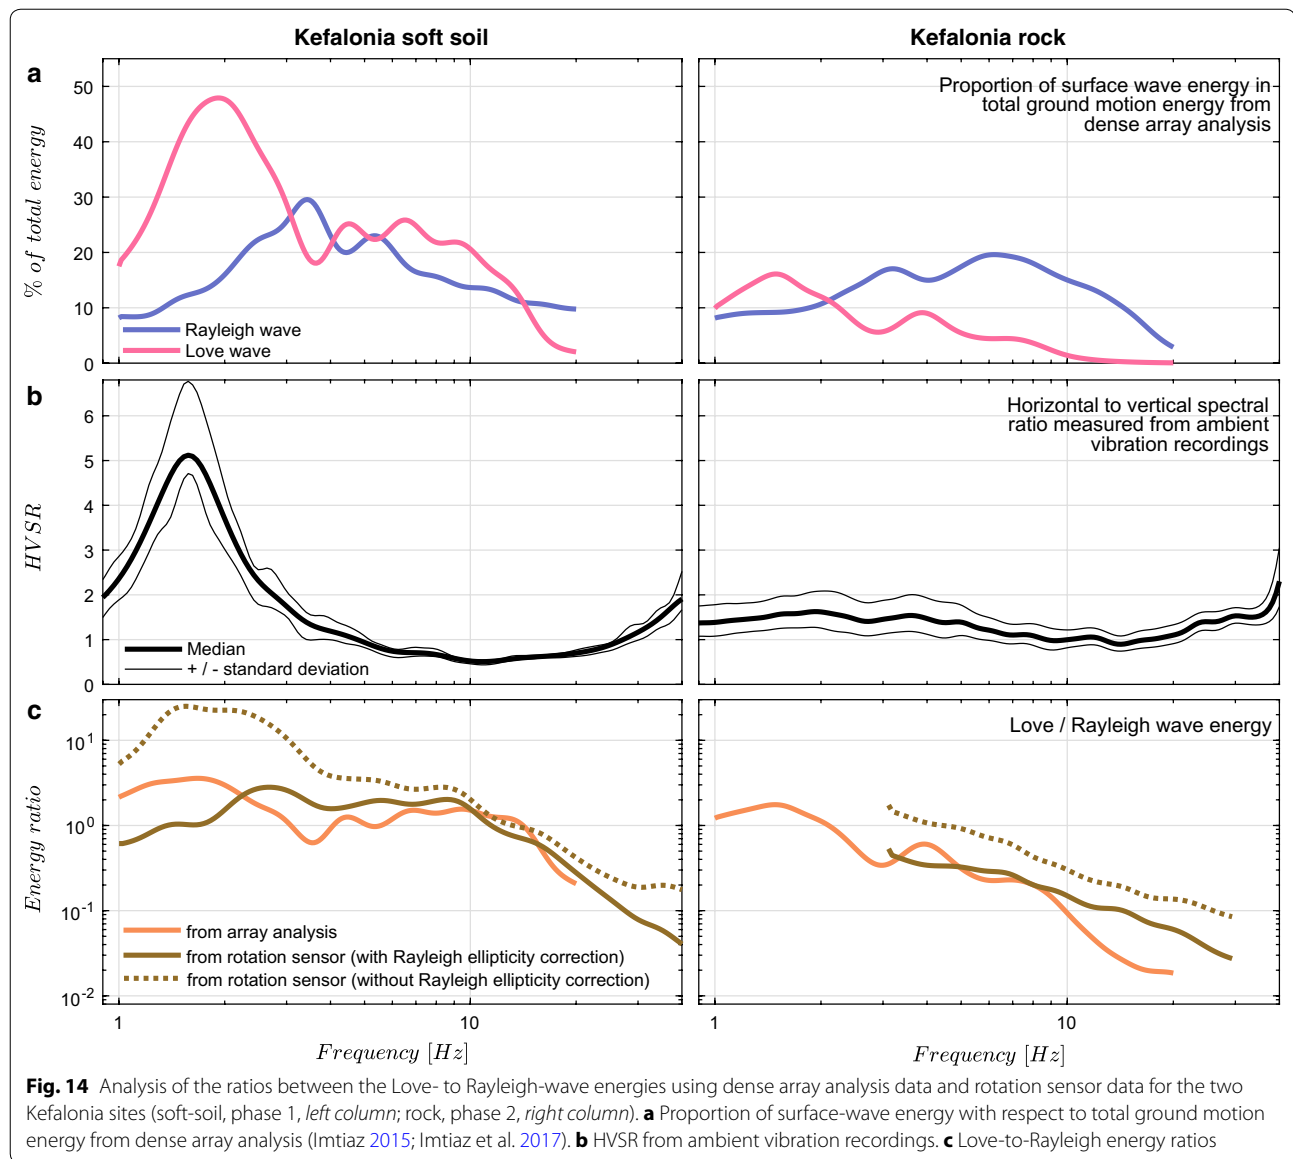 Kefalonia soft soil
Kefalonia rock
a
% of total energy
50
40
30
20
10
0
Rayleigh wave
Love wave
Proportion of surface wave energy in
total ground motion energy from
dense array analysis
b
HVSR
6
5
4
3
2
1
0
Median
+ / - standard deviation
Horizontal to vertical spectral
ratio measured from ambient
vibration recordings
c
Energy ratio
10^1
10^0
10^-1
10^-2
from array analysis
from rotation sensor (with Rayleigh ellipticity correction)
from rotation sensor (without Rayleigh ellipticity correction)
Love / Rayleigh wave energy
1
10
1
10
Frequency [Hz]
Frequency [Hz]
Fig. 14 Analysis of the ratios between the Love- to Rayleigh-wave energies using dense array analysis data and rotation sensor data for the two
Kefalonia sites (soft-soil, phase 1, left column; rock, phase 2, right column). a Proportion of surface-wave energy with respect to total ground motion
energy from dense array analysis (Imtiaz 2015; Imtiaz et al. 2017). b HVSR from ambient vibration recordings. c Love-to-Rayleigh energy ratios